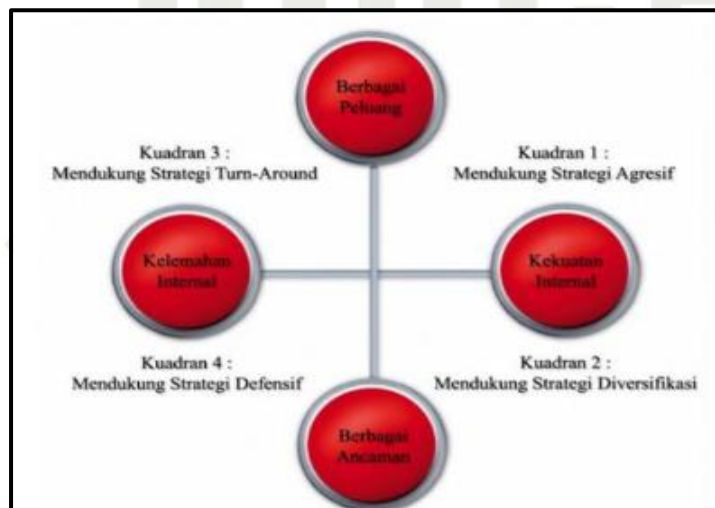 Berbagai
Peluang
Kuadran 3 :
Mendukung Strategi Turn-Around
Kuadran 1 :
Mendukung Strategi Agresif
Kelemahan
Internal
Kekuatan
Internal
Kuadran 4 :
Mendukung Strategi Defensif
Kuadran 2 :
Mendukung Strategi Diversifikasi
Berbagai
Ancaman